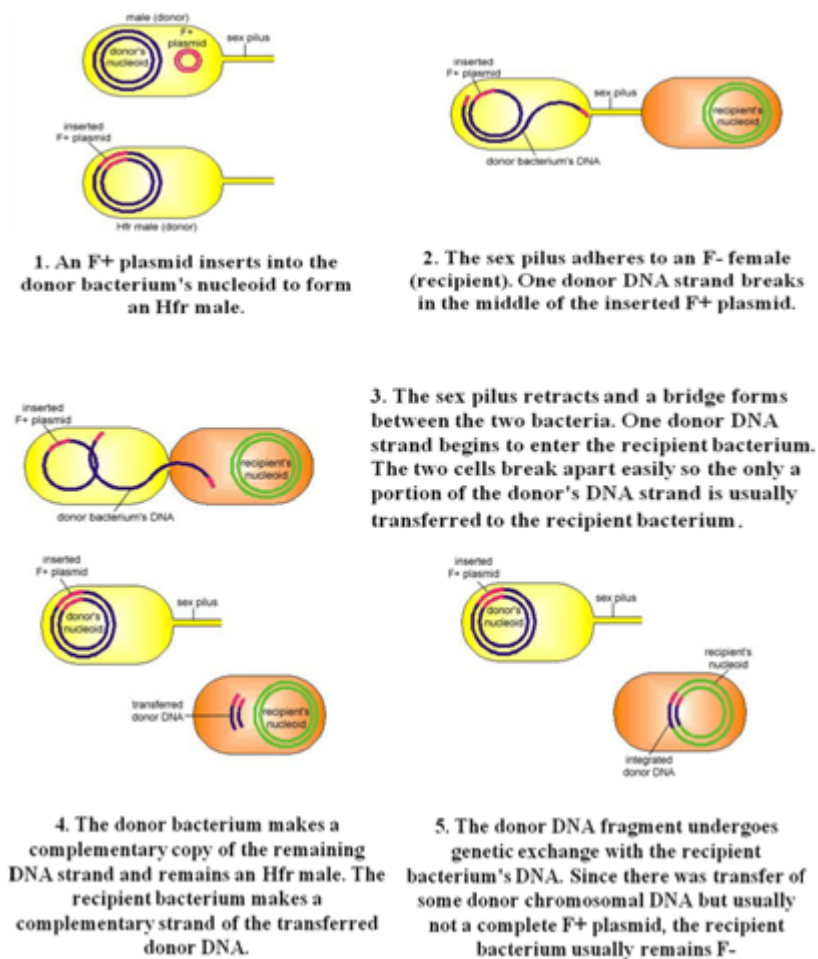 male (donor)
F+
plasmid
sex pilus
donor's
nucleoid
inserted
F+ plasmid
Hfr male (donor)
1. An F+ plasmid inserts into the
donor bacterium's nucleoid to form
an Hfr male.
inserted
F+ plasmid
sex pilus
recipient's
nucleoid
donor bacterium's DNA
2. The sex pilus adheres to an F- female
(recipient). One donor DNA strand breaks
in the middle of the inserted F+ plasmid.
inserted
F+ plasmid
recipient's
nucleoid
donor bacterium's DNA
3. The sex pilus retracts and a bridge forms
between the two bacteria. One donor DNA
strand begins to enter the recipient bacterium.
The two cells break apart easily so the only a
portion of the donor's DNA strand is usually
transferred to the recipient bacterium.
inserted
F+ plasmid
sex pilus
donor's
nucleoid
transferred
donor DNA
recipient's
nucleoid
4. The donor bacterium makes a
complementary copy of the remaining
DNA strand and remains an Hfr male. The
recipient bacterium makes a
complementary strand of the transferred
donor DNA.
inserted
F+ plasmid
sex pilus
donor's
nucleoid
recipient's
nucleoid
integrated
donor DNA
5. The donor DNA fragment undergoes
genetic exchange with the recipient
bacterium's DNA. Since there was transfer of
some donor chromosomal DNA but usually
not a complete F+ plasmid, the recipient
bacterium usually remains F-